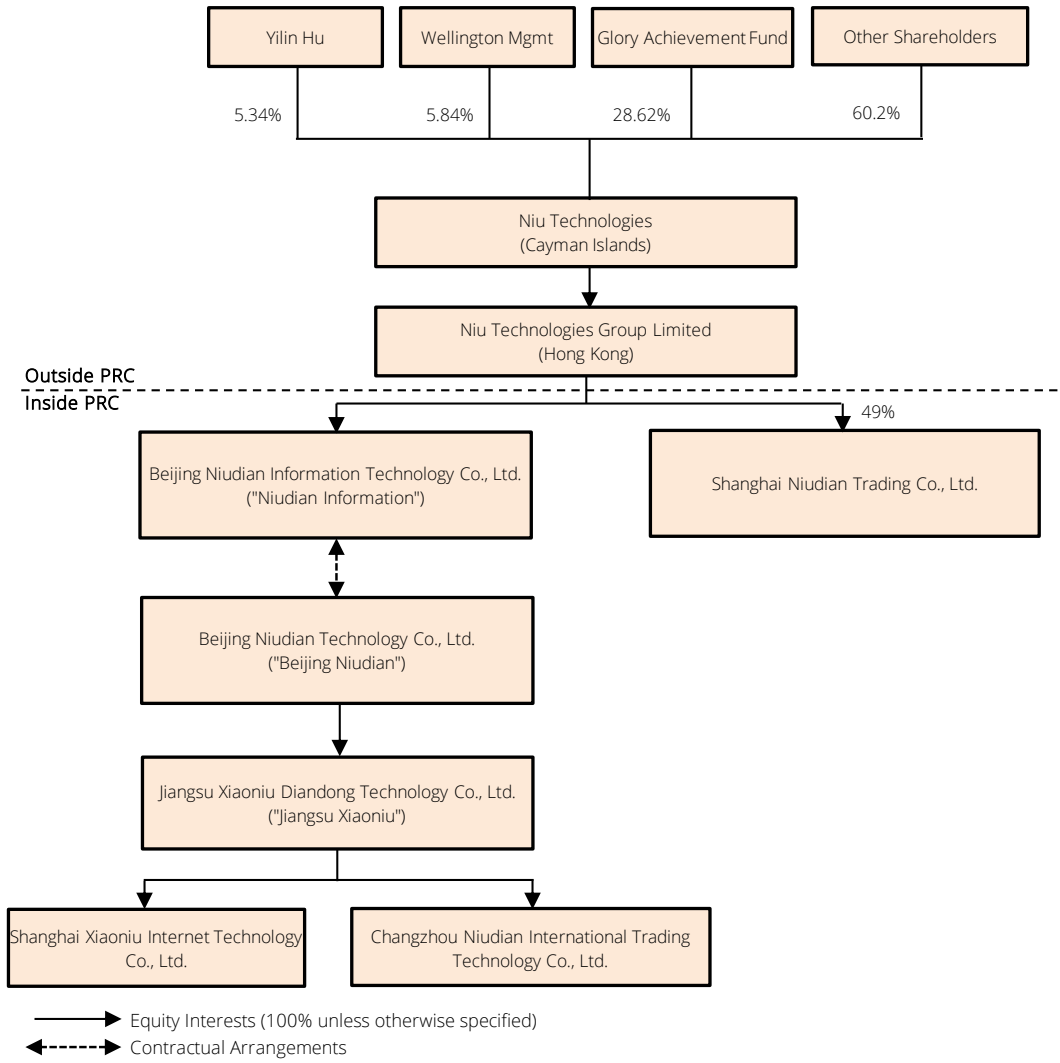 Yilin Hu
Wellington Mgmt
Glory Achievement Fund
Other Shareholders
5.34%
5.84%
28.62%
60.2%
Niu Technologies
(Cayman Islands)
Niu Technologies Group Limited
(Hong Kong)
Outside PRC
Inside PRC
49%
Beijing Niudian Information Technology Co., Ltd.
("Niudian Information")
Shanghai Niudian Trading Co., Ltd.
Beijing Niudian Technology Co., Ltd.
("Beijing Niudian")
Jiangsu Xiaoniu Diandong Technology Co., Ltd.
("Jiangsu Xiaoniu")
Shanghai Xiaoniu Internet Technology
Co., Ltd.
Changzhou Niudian International Trading
Technology Co., Ltd.
Equity Interests (100% unless otherwise specified)
Contractual Arrangements